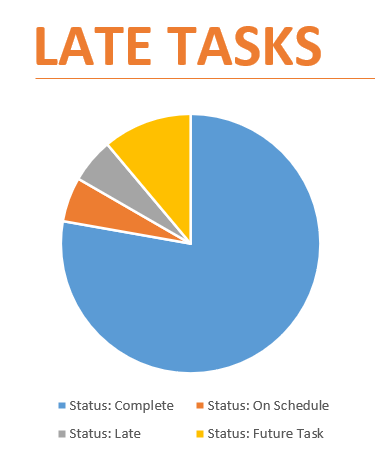 LATE TASKS
Status: Complete
Status: On Schedule
Status: Late
Status: Future Task